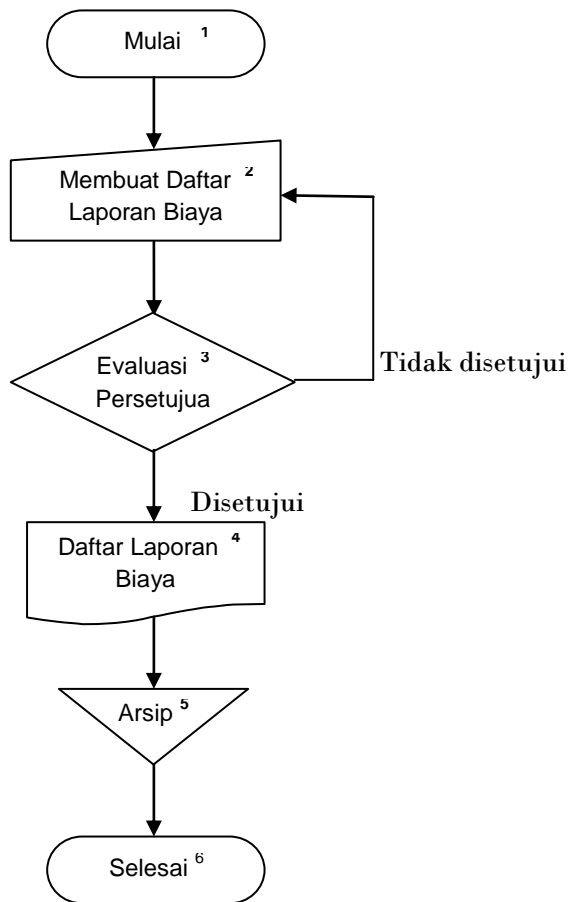 Mulai 1
Membuat Daftar 2
Laporan Biaya
Evaluasi 3
Persetujua
Tidak disetujui
Disetujui
Daftar Laporan 4
Biaya
Arsip 5
Selesai 6